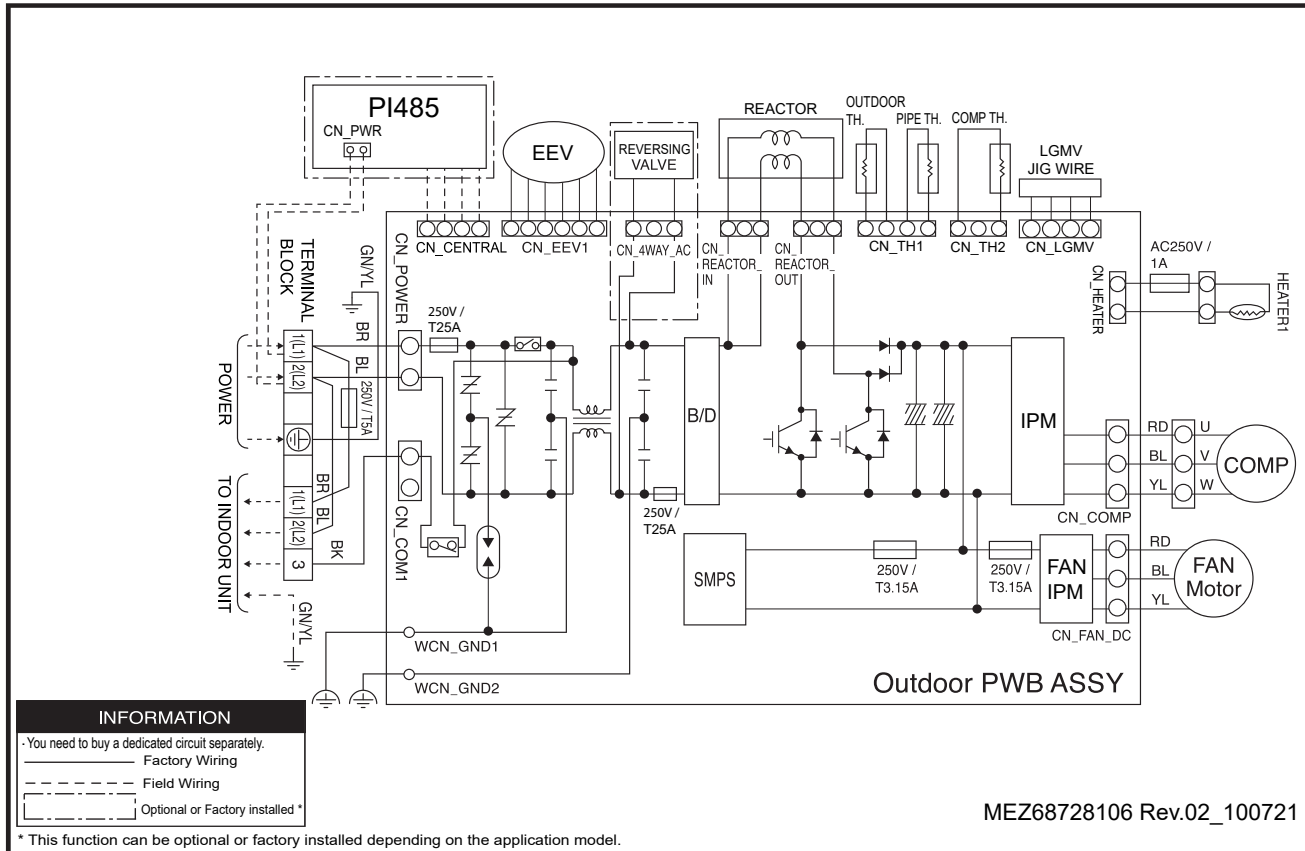 PI485
CN_PWR
EEV
REVERSING
VALVE
REACTOR
OUTDOOR
TH.
PIPE TH.
COMP TH.
LGMV
JIG WIRE
CN_CENTRAL
CN_EEV1
CN_4WAY_AC
CN_
REACTOR_
IN
CN_
REACTOR_
OUT
CN_TH1
CN_TH2
CN_LGMV
AC250V /
1A
CN_HEATER
HEATER1
TERMINAL
BLOCK
GN/YL
CN_POWER
250V /
T25A
BR
BL
250V / T5A
POWER
1(L1)
2(L2)
TO INDOOR UNIT
1(L1)
2(L2)
3
BR
BL
BK
GN/YL
CN_COM1
B/D
250V /
T25A
IPM
RD
U
BL
V
YL
W
COMP
CN_COMP
SMPS
250V /
T3.15A
250V /
T3.15A
FAN
IPM
RD
BL
YL
FAN
Motor
CN_FAN_DC
WCN_GND1
WCN_GND2
Outdoor PWB ASSY
INFORMATION
· You need to buy a dedicated circuit separately.
Factory Wiring
Field Wiring
Optional or Factory installed *
* This function can be optional or factory installed depending on the application model.
MEZ68728106 Rev.02_100721